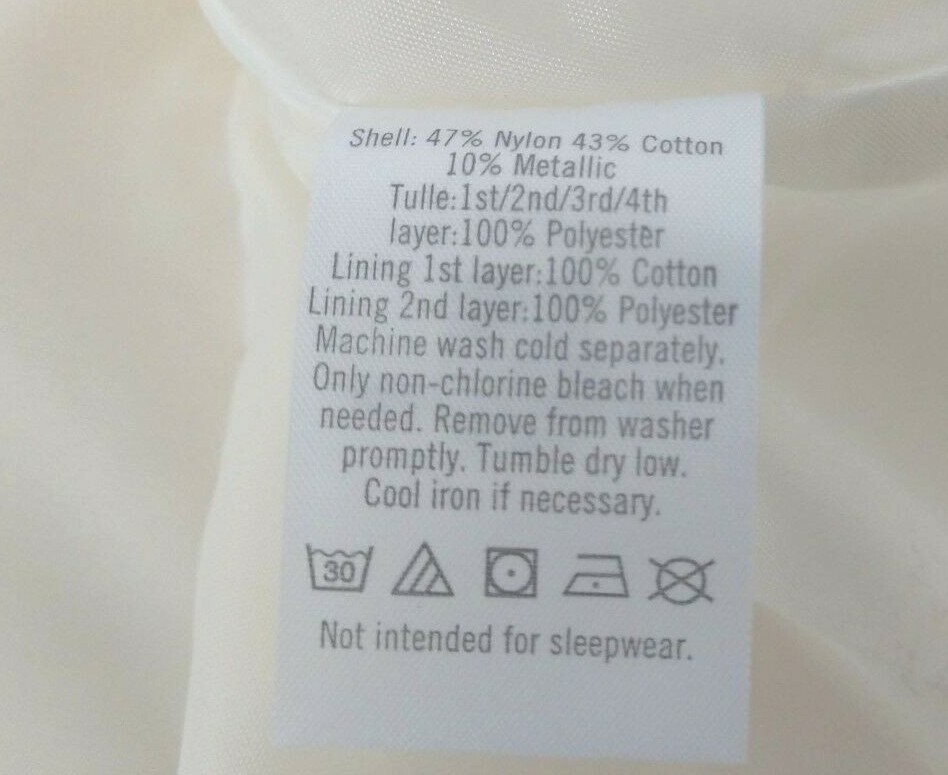 Shell: 47% Nylon 43% Cotton
10% Metallic
Tulle:1st/2nd/3rd/4th
layer:100% Polyester
Lining 1st layer:100% Cotton
Lining 2nd layer:100% Polyester
Machine wash cold separately.
Only non-chlorine bleach when
needed. Remove from washer
promptly. Tumble dry low.
Cool iron if necessary.
30
Not intended for sleepwear.